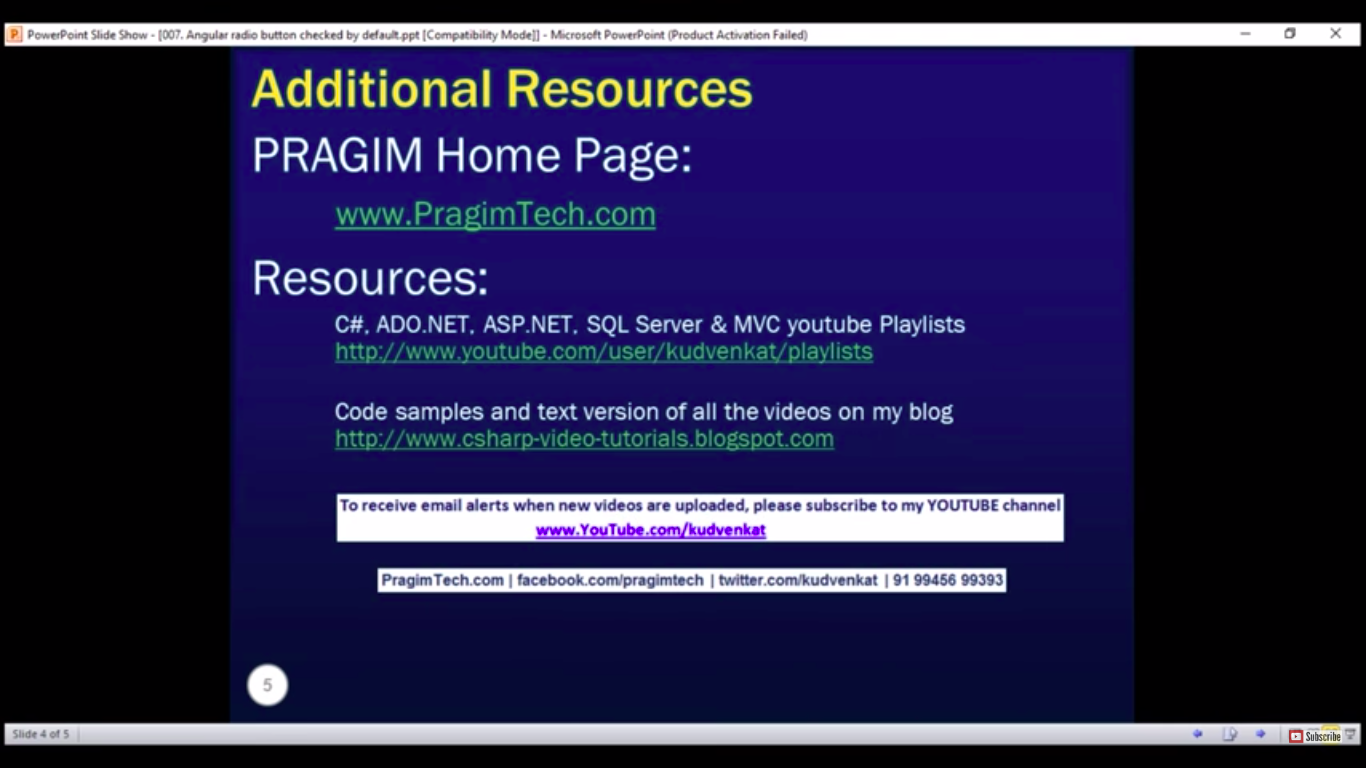 PowerPoint Slide Show - [007. Angular radio button checked by default.ppt [Compatibility Mode]] - Microsoft PowerPoint (Product Activation Failed)
Additional Resources
PRAGIM Home Page:
www.PragimTech.com
Resources:
C#, ADO.NET, ASP.NET, SQL Server & MVC youtube Playlists
http://www.youtube.com/user/kudvenkat/playlists
Code samples and text version of all the videos on my blog
http://www.csharp-video-tutorials.blogspot.com
To receive email alerts when new videos are uploaded, please subscribe to my YOUTUBE channel
www.YouTube.com/kudvenkat
PragimTech.com | facebook.com/pragimtech | twitter.com/kudvenkat | 91 99456 99393
5
Slide 4 of 5
Subscribe